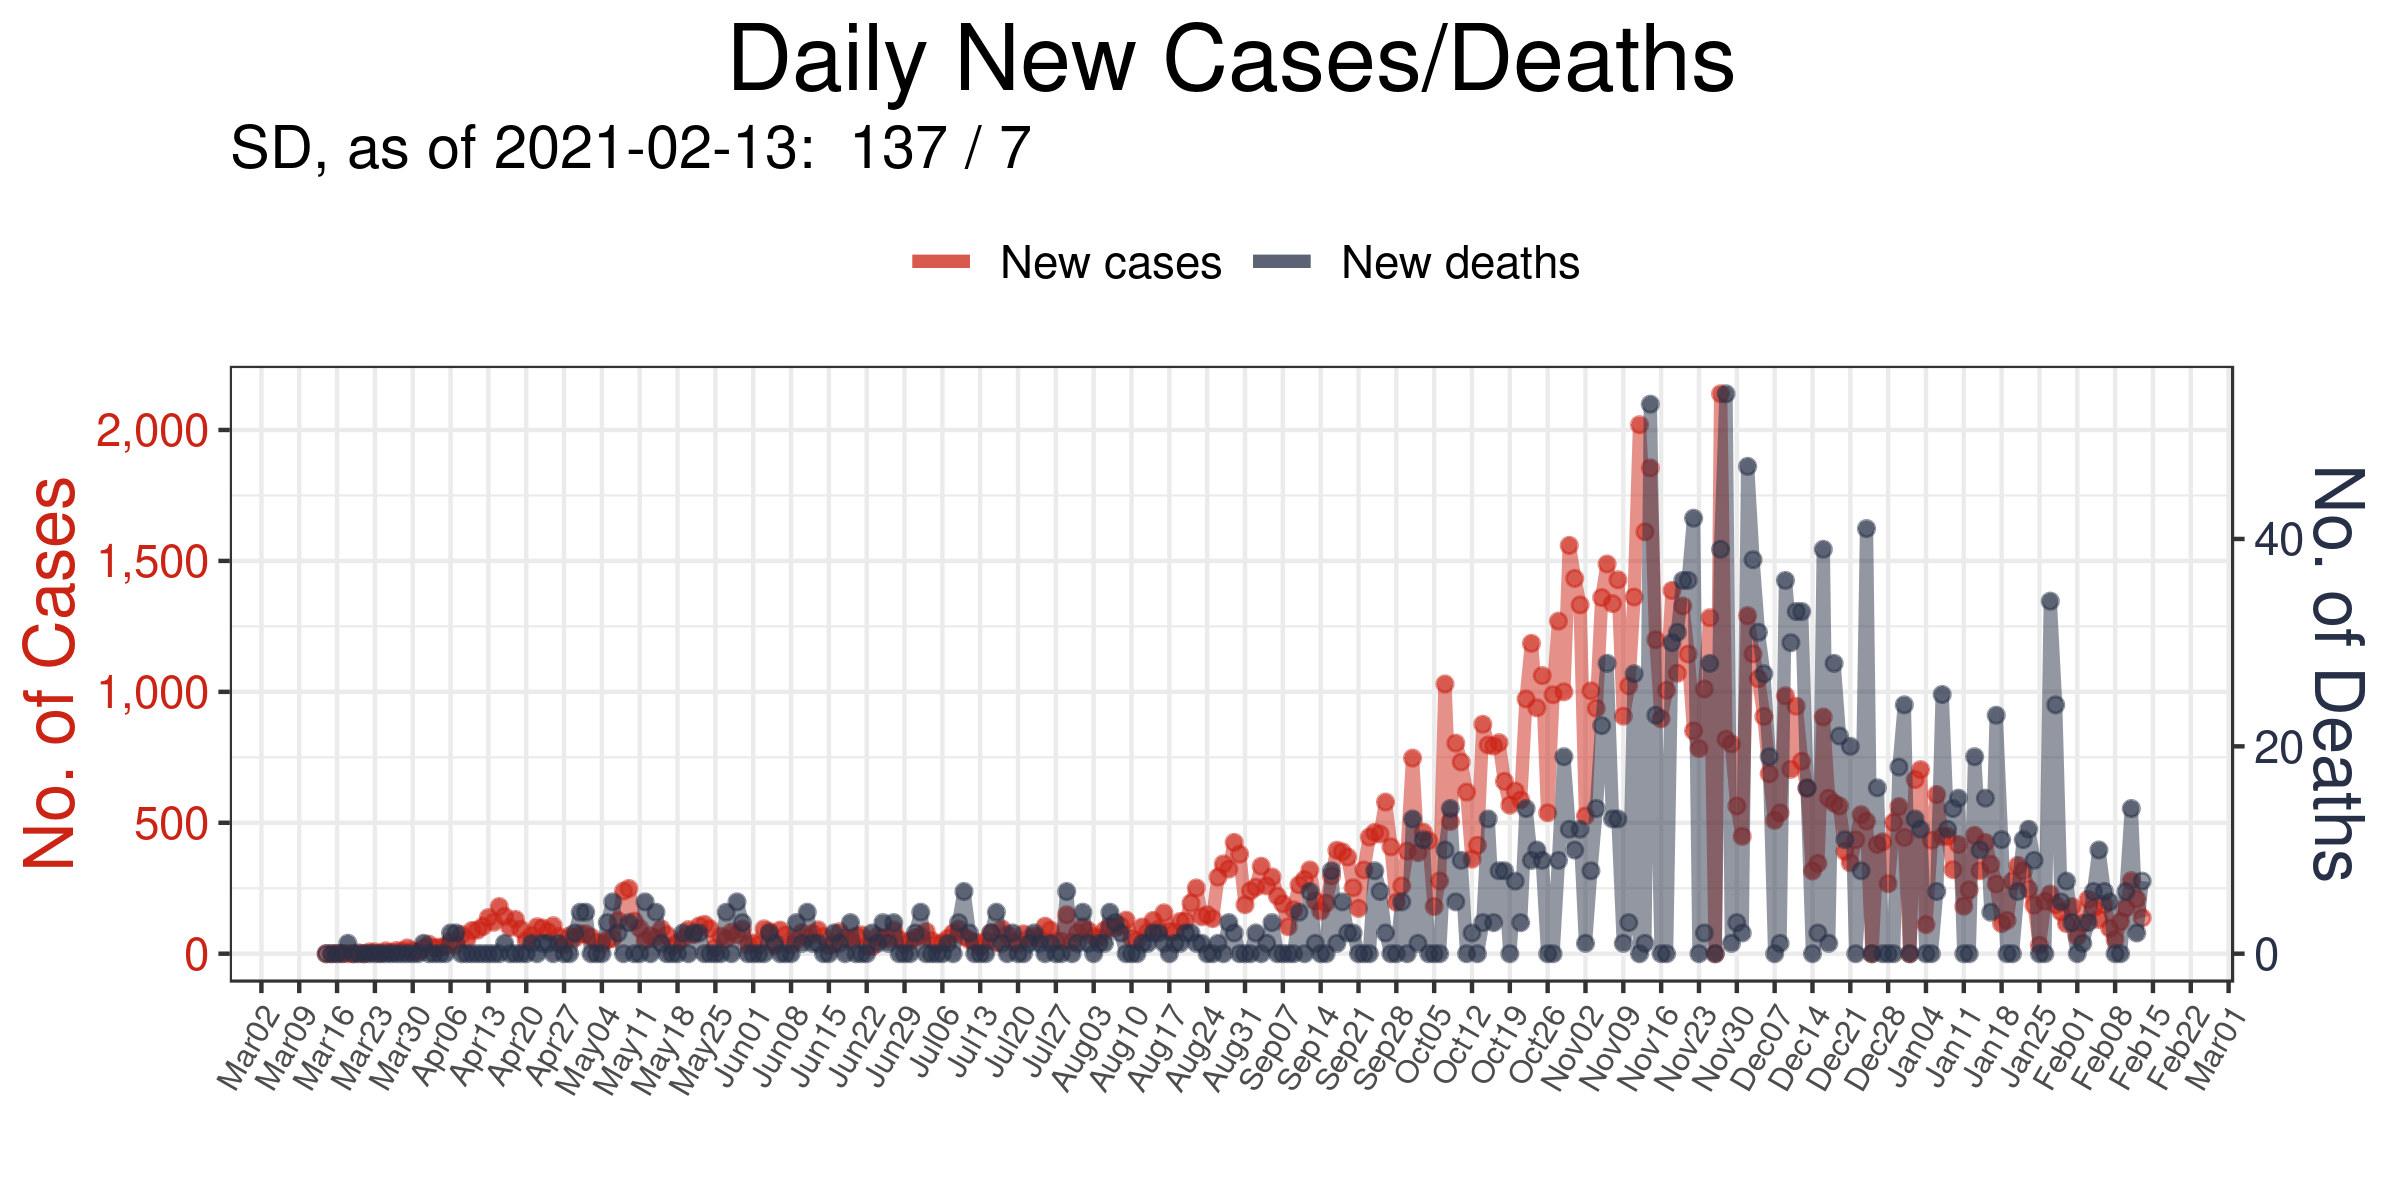 Daily New Cases/Deaths
SD, as of 2021-02-13:  137 / 7
New cases
New deaths
No. of Cases
2,000
1,500
1,000
500
0
40
20
0
No. of Deaths
Mar02
Mar09
Mar16
Mar23
Mar30
Apr06
Apr13
Apr20
Apr27
May04
May11
May18
May25
Jun01
Jun08
Jun15
Jun22
Jun29
Jul06
Jul13
Jul20
Jul27
Aug03
Aug10
Aug17
Aug24
Aug31
Sep07
Sep14
Sep21
Sep28
Oct05
Oct12
Oct19
Oct26
Nov02
Nov09
Nov16
Nov23
Nov30
Dec07
Dec14
Dec21
Dec28
Jan04
Jan11
Jan18
Jan25
Feb01
Feb08
Feb15
Feb22
Mar01